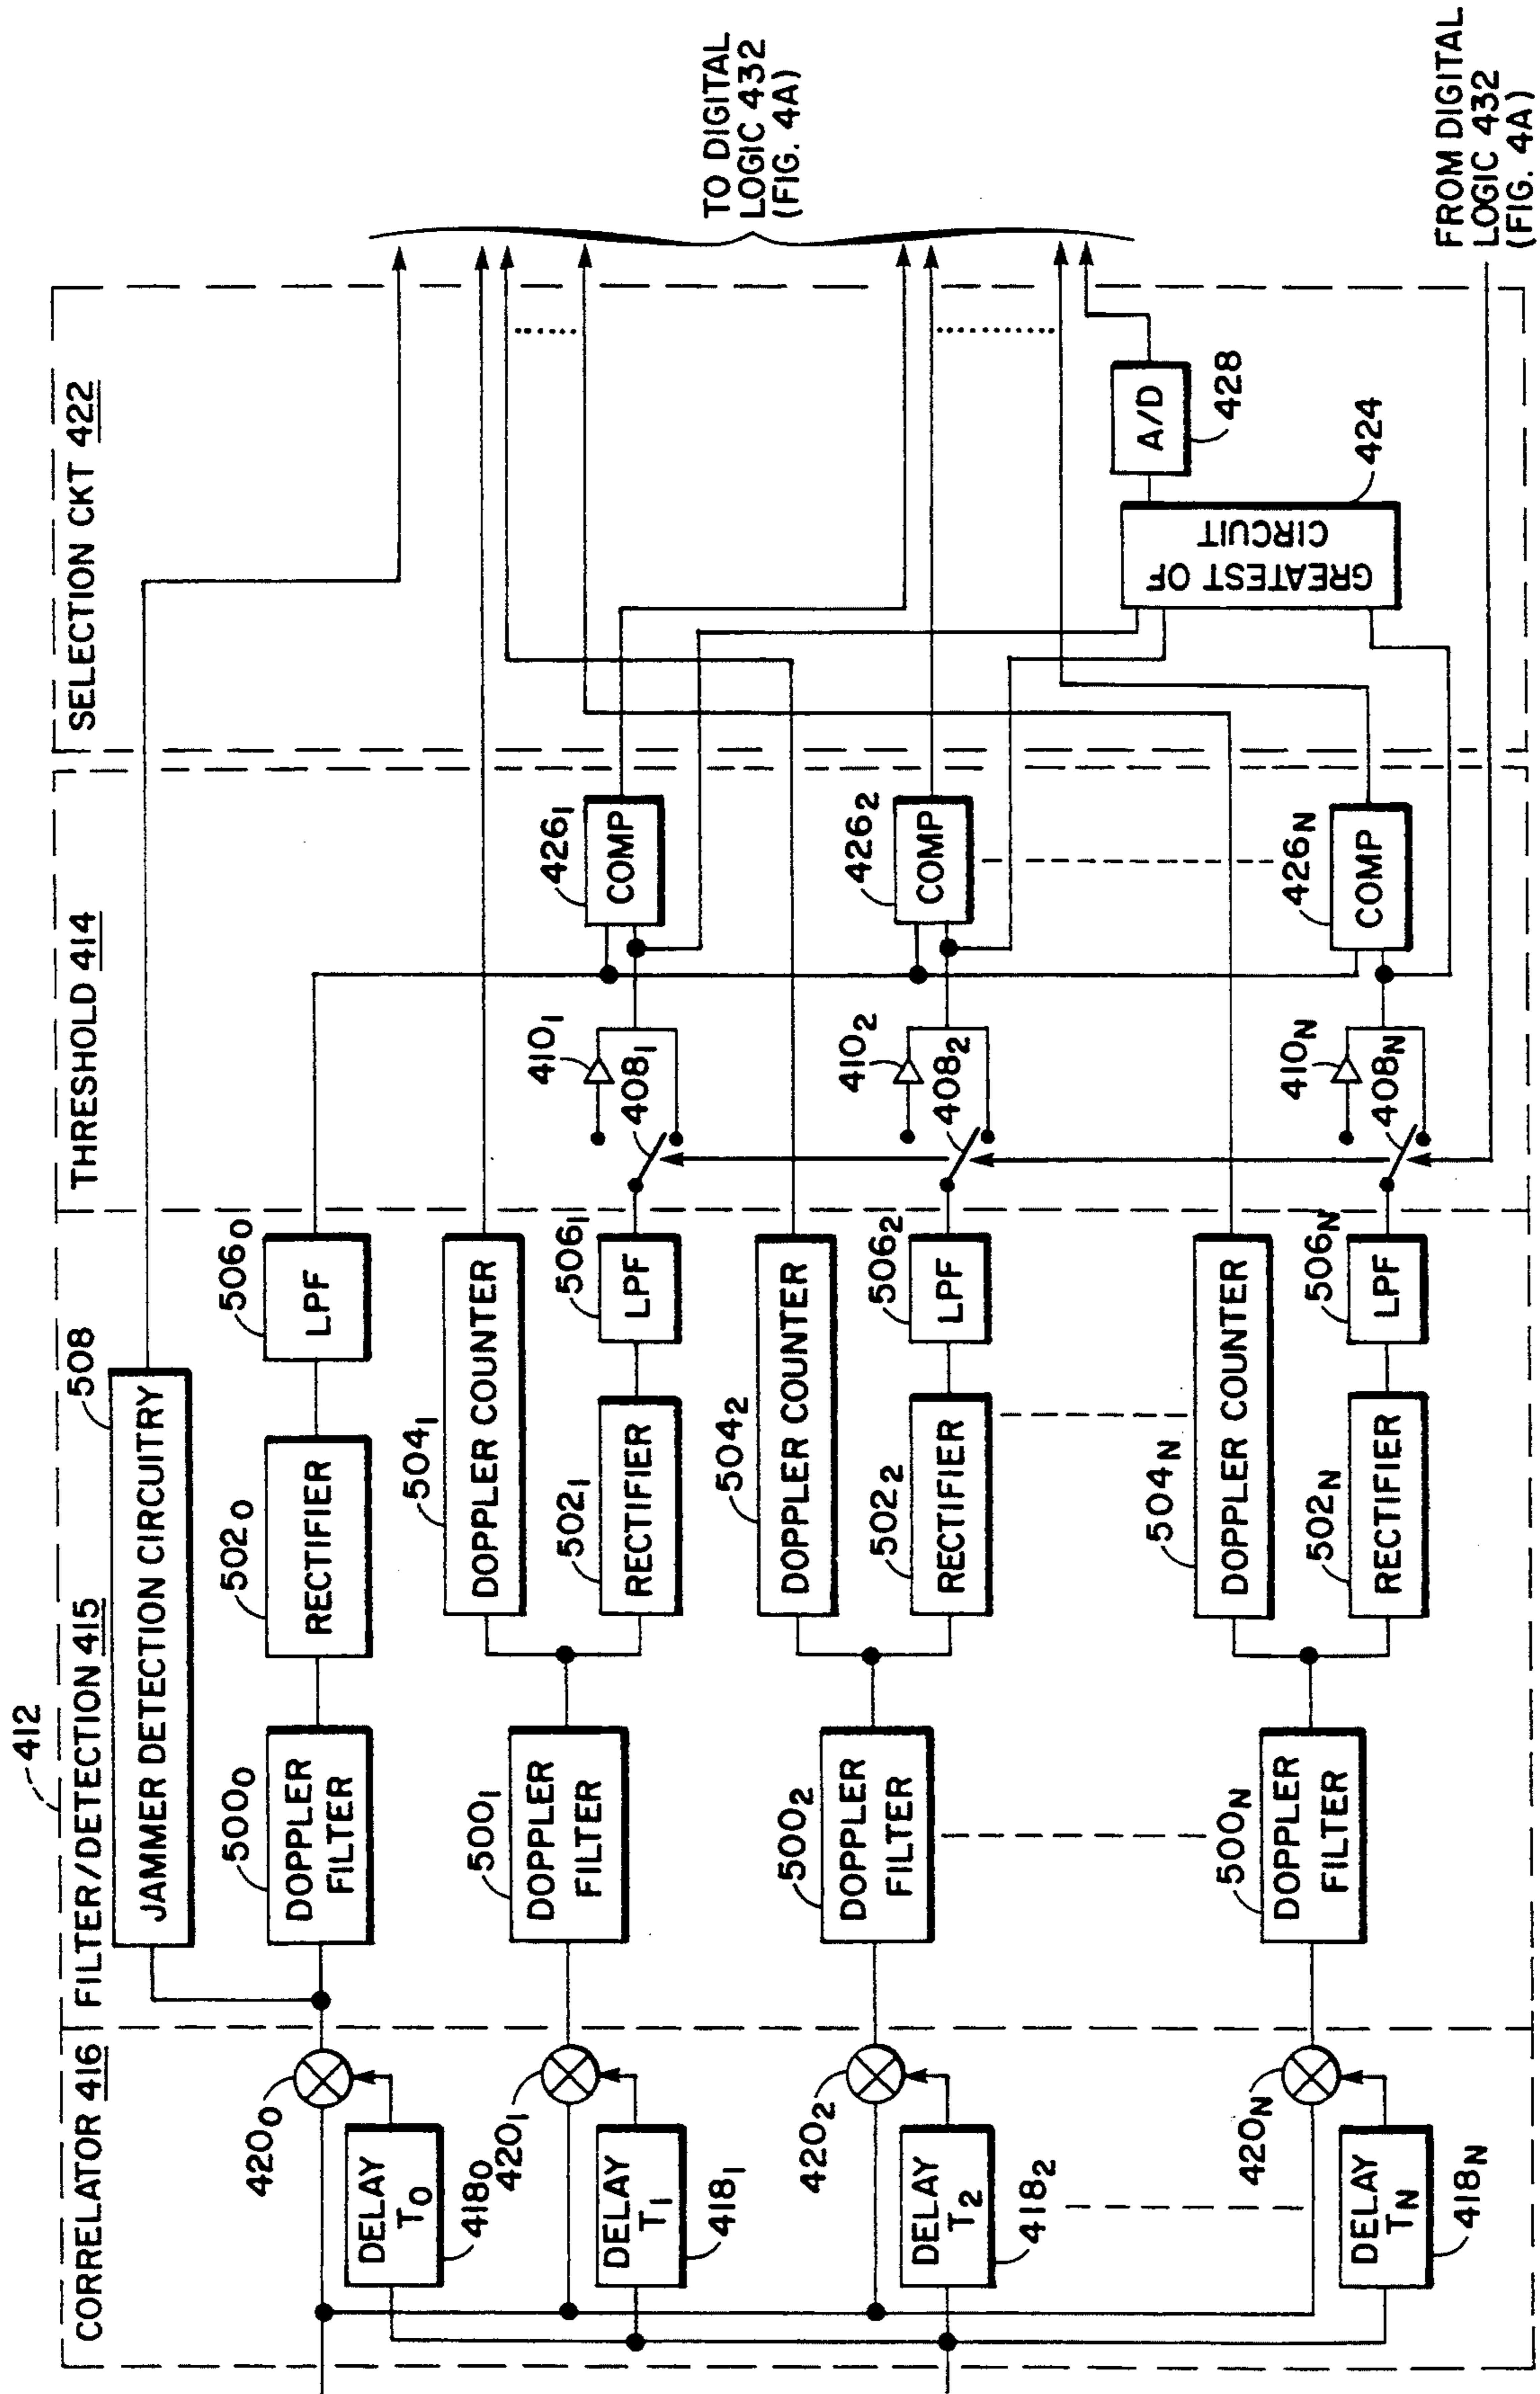 CORRELATOR 416
FILTER/DETECTION 415
412
THRESHOLD 414
SELECTION CKT 422
JAMMER DETECTION CIRCUITRY
508
420₀
DELAY
T₀
418₀
DOPPLER
FILTER
500₀
RECTIFIER
502₀
LPF
506₀
420₁
DELAY
T₁
418₁
DOPPLER
FILTER
500₁
DOPPLER COUNTER
504₁
RECTIFIER
502₁
LPF
506₁
408₁
410₁
COMP
426₁
420₂
DELAY
T₂
418₂
DOPPLER
FILTER
500₂
DOPPLER COUNTER
504₂
RECTIFIER
502₂
LPF
506₂
408₂
410₂
COMP
426₂
420N
DELAY
TN
418N
DOPPLER
FILTER
500N
DOPPLER COUNTER
504N
RECTIFIER
502N
LPF
506N
408N
410N
COMP
426N
GREATEST OF
CIRCUIT
424
A/D
428
TO DIGITAL
LOGIC 432
(FIG. 4A)
FROM DIGITAL
LOGIC 432
(FIG. 4A)